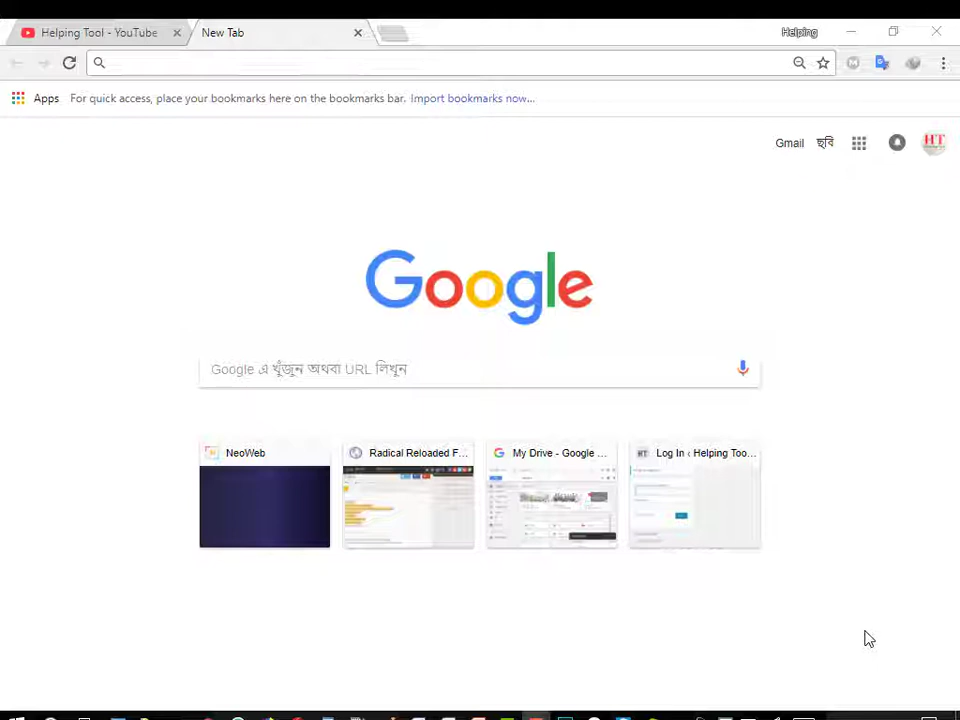 Helping Tool - YouTube New Tab Helping
Apps For quick access, place your bookmarks here on the bookmarks bar. Import bookmarks now...
Gmail ছবি HT
Google
Google এ খুঁজুন অথবা URL লিখুন
NeoWeb Radical Reloaded F... My Drive - Google ... HT Log In ‹ Helping Too...